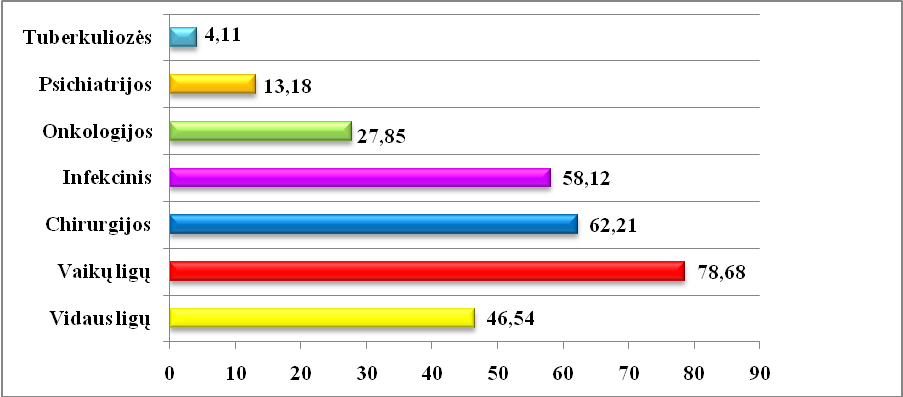 Tuberkuliozės 4,11
Psichiatrijos 13,18
Onkologijos 27,85
Infekcinis 58,12
Chirurgijos 62,21
Vaikų ligų 78,68
Vidaus ligų 46,54
0 10 20 30 40 50 60 70 80 90